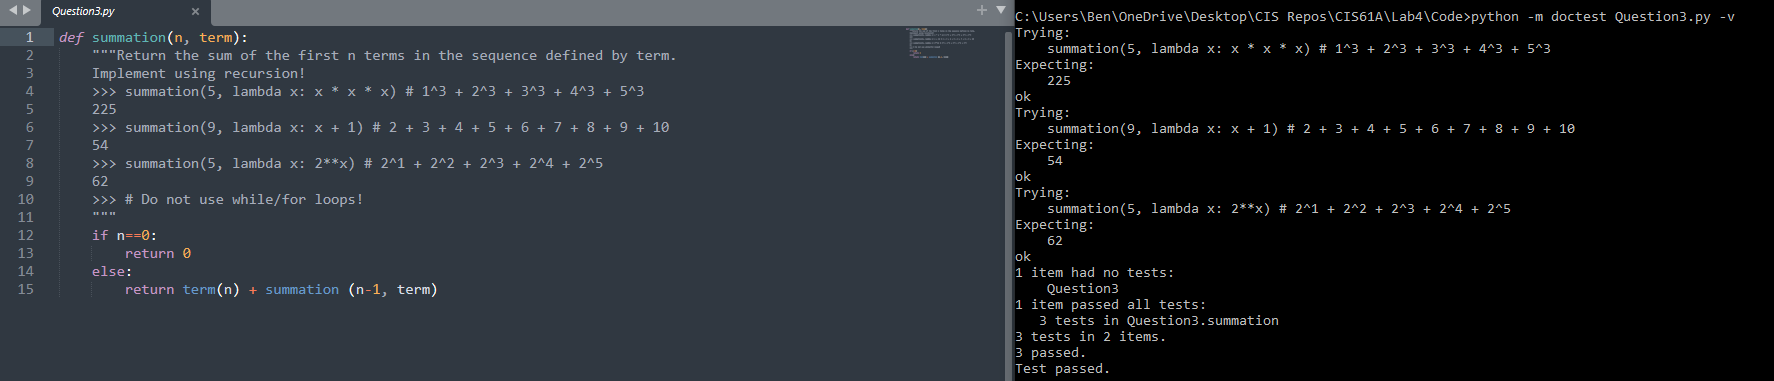 Question3.py
1 def summation(n, term):
2 """Return the sum of the first n terms in the sequence defined by term.
3 Implement using recursion!
4 >>> summation(5, lambda x: x * x * x) # 1^3 + 2^3 + 3^3 + 4^3 + 5^3
5 225
6 >>> summation(9, lambda x: x + 1) # 2 + 3 + 4 + 5 + 6 + 7 + 8 + 9 + 10
7 54
8 >>> summation(5, lambda x: 2**x) # 2^1 + 2^2 + 2^3 + 2^4 + 2^5
9 62
10 >>> # Do not use while/for loops!
11 """
12 if n==0:
13 return 0
14 else:
15 return term(n) + summation (n-1, term)
C:\Users\Ben\OneDrive\Desktop\CIS Repos\CIS61A\Lab4\Code>python -m doctest Question3.py -v
Trying:
summation(5, lambda x: x * x * x) # 1^3 + 2^3 + 3^3 + 4^3 + 5^3
Expecting:
225
ok
Trying:
summation(9, lambda x: x + 1) # 2 + 3 + 4 + 5 + 6 + 7 + 8 + 9 + 10
Expecting:
54
ok
Trying:
summation(5, lambda x: 2**x) # 2^1 + 2^2 + 2^3 + 2^4 + 2^5
Expecting:
62
ok
1 item had no tests:
Question3
1 item passed all tests:
3 tests in Question3.summation
3 tests in 2 items.
3 passed.
Test passed.